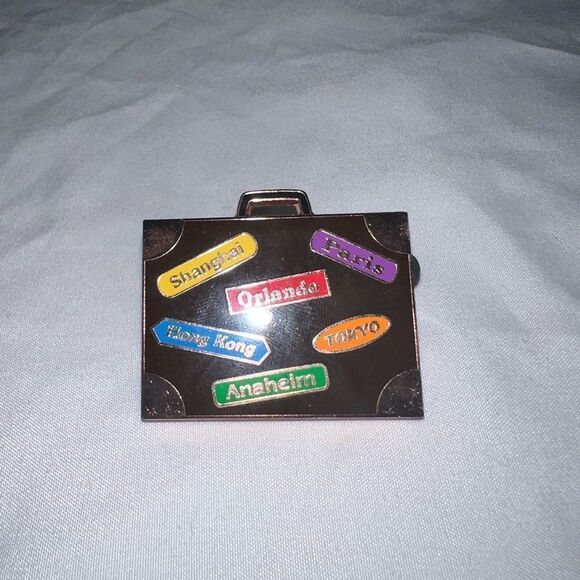 Shanghai
Paris
Orlando
Hong Kong
TOKYO
Anaheim